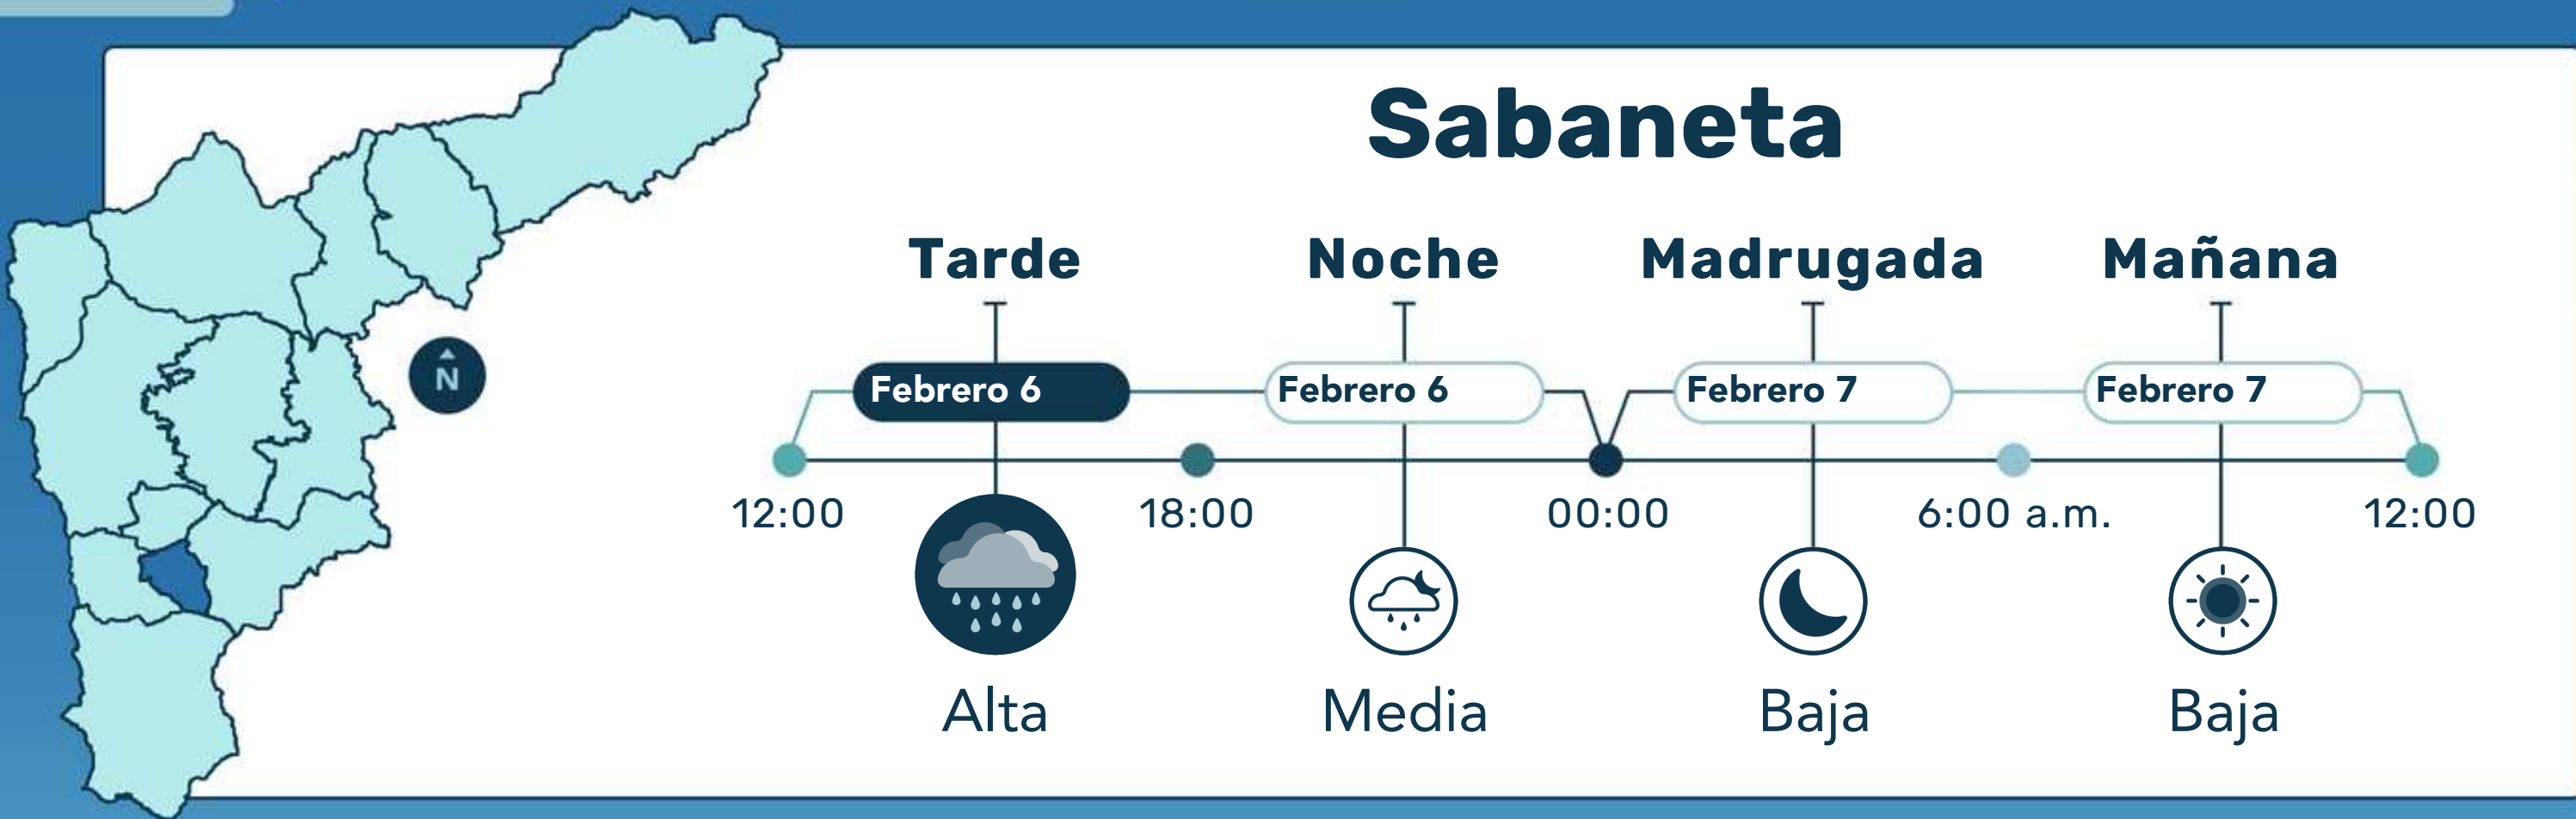 Sabaneta
Tarde Noche Madrugada Mañana
N
Febrero 6 Febrero 6 Febrero 7 Febrero 7
12:00 18:00 00:00 6:00 a.m. 12:00
Alta Media Baja Baja